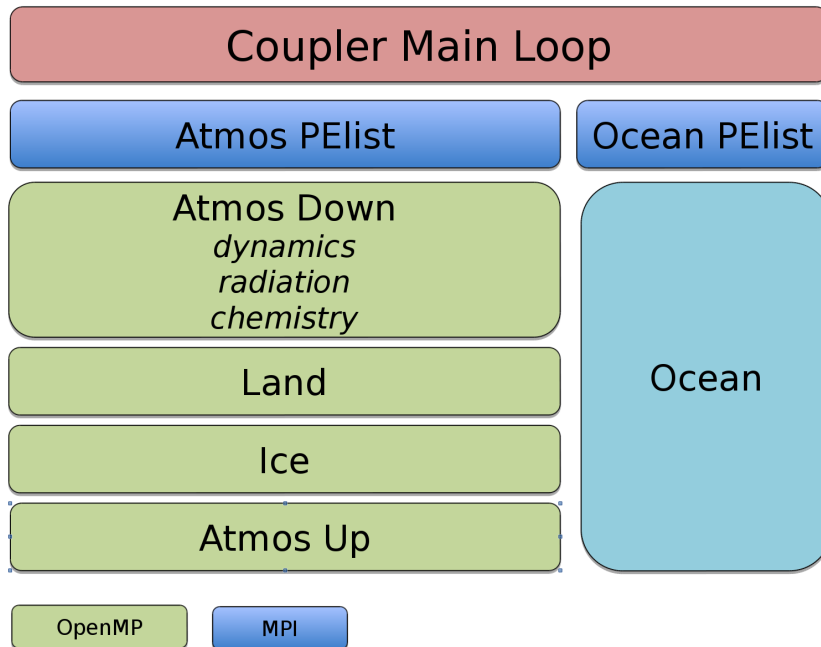 Coupler Main Loop
Atmos PElist
Ocean PElist
Atmos Down
dynamics
radiation
chemistry
Land
Ice
Atmos Up
Ocean
OpenMP
MPI